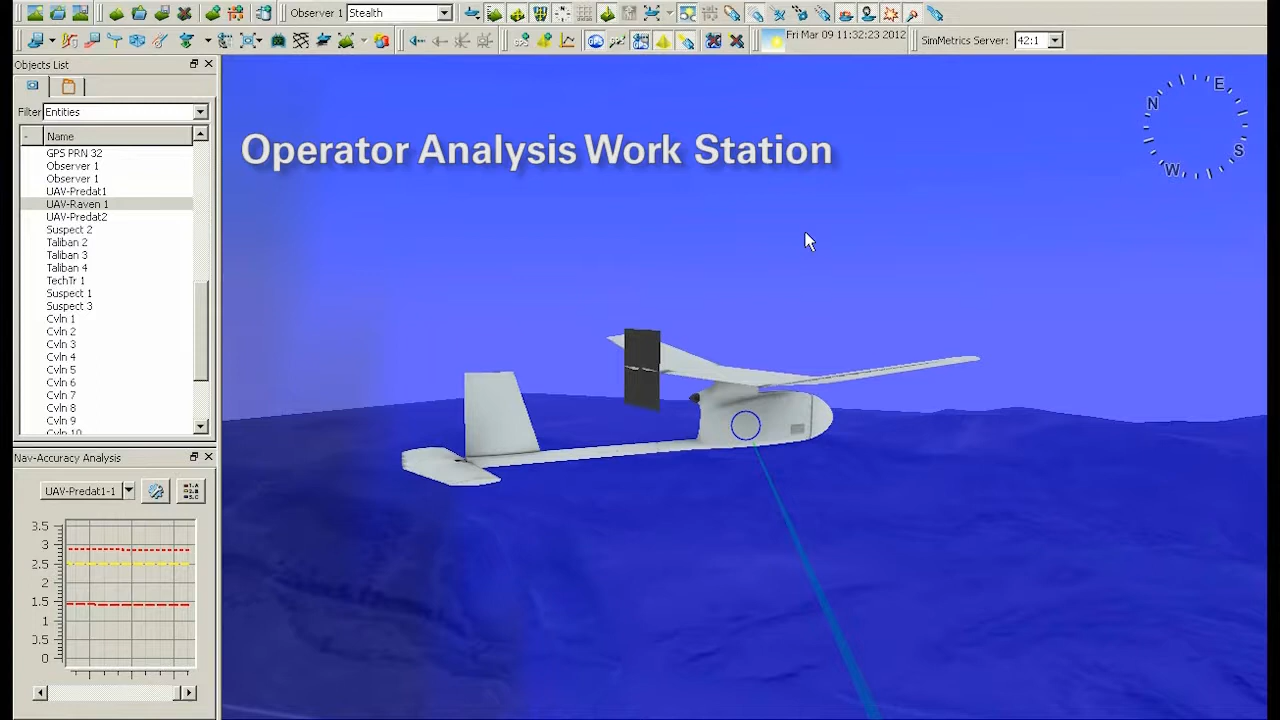 Observer 1 Stealth
Fri Mar 09 11:32:23 2012 SimMetrics Server: 42:1
Objects List
Filter Entities
- Name
GPS PRN 32
Observer 1
Observer 1
UAV-Predat1
UAV-Raven 1
UAV-Predat2
Suspect 2
Taliban 2
Taliban 3
Taliban 4
TechTr 1
Suspect 1
Suspect 3
Cvln 1
Cvln 2
Cvln 3
Cvln 4
Cvln 5
Cvln 6
Cvln 7
Cvln 8
Cvln 9
Cvln 10
Nav-Accuracy Analysis
UAV-Predat1-1
3.5
3
2.5
2
1.5
1
0.5
0
Operator Analysis Work Station
N E
W S